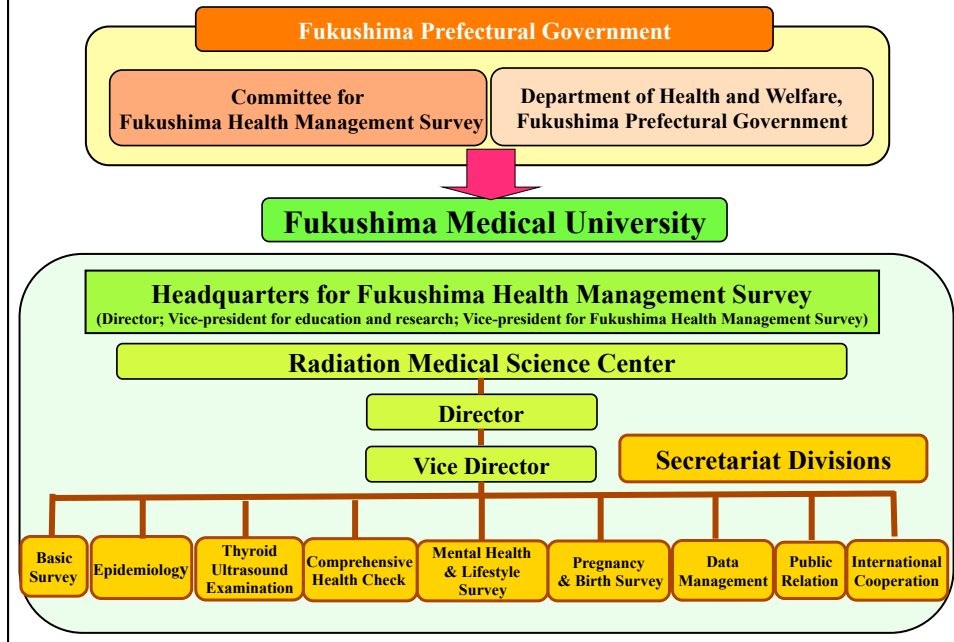 Fukushima Prefectural Government
Committee for
Fukushima Health Management Survey
Department of Health and Welfare,
Fukushima Prefectural Government
Fukushima Medical University
Headquarters for Fukushima Health Management Survey
(Director; Vice-president for education and research; Vice-president for Fukushima Health Management Survey)
Radiation Medical Science Center
Director
Vice Director
Secretariat Divisions
Basic
Survey
Epidemiology
Thyroid
Ultrasound
Examination
Comprehensive
Health Check
Mental Health
& Lifestyle
Survey
Pregnancy
& Birth Survey
Data
Management
Public
Relation
International
Cooperation